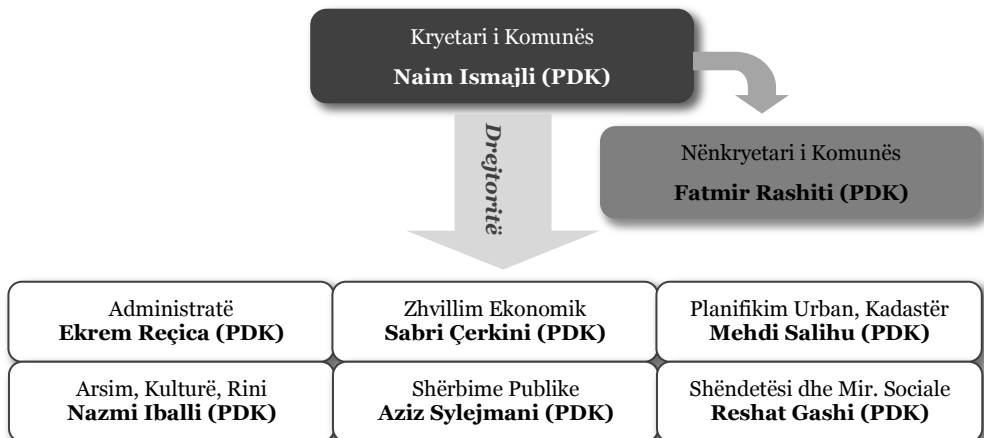 Kryetari i Komunës
Naim Ismajli (PDK)
Drejtoritë
Nënkryetari i Komunës
Fatmir Rashiti (PDK)
Administratë
Ekrem Reçica (PDK)
Zhvillim Ekonomik
Sabri Çerkini (PDK)
Planifikim Urban, Kadastër
Mehdi Salihu (PDK)
Arsim, Kulturë, Rini
Nazmi Iballi (PDK)
Shërbime Publike
Aziz Sylejmani (PDK)
Shëndetësi dhe Mir. Sociale
Reshat Gashi (PDK)